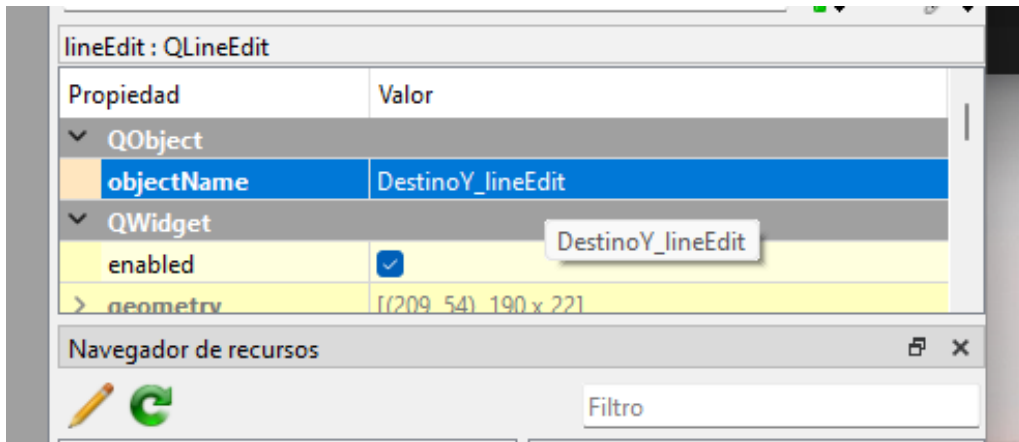 lineEdit : QLineEdit
Propiedad Valor
QObject
objectName DestinoY_lineEdit
QWidget
DestinoY_lineEdit
enabled
geometry [(209, 54), 190 x 22]
Navegador de recursos
Filtro